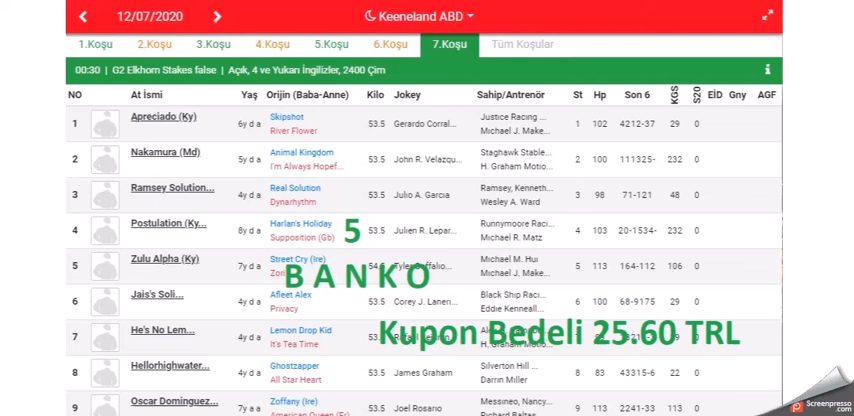 12/07/2020 Keeneland ABD
1.Koşu 2.Koşu 3.Koşu 4.Koşu 5.Koşu 6.Koşu 7.Koşu Tüm Koşular
00:30 | G2 Elkhorn Stakes false | Açık, 4 ve Yukarı İngilizler, 2400 Çim
NO At İsmi Yaş Orijin (Baba-Anne) Kilo Jokey Sahip/Antrenör St Hp Son 6 KGS S20 EİD Gny AGF
1 Apreciado (Ky) 6y d a Skipshot 53.5 Gerardo Corral... Justice Racing ... 1 102 4212-37 29 0
River Flower Michael J. Make...
2 Nakamura (Md) 5y d a Animal Kingdom 53.5 John R. Velazqu... Staghawk Stable... 2 100 111325- 232 0
I'm Always Hopef... H. Graham Motio...
3 Ramsey Solution... 4y d a Real Solution 53.5 Julio A. Garcia Ramsey, Kenneth... 3 98 71-121 48 0
Dynarhythm Wesley A. Ward
4 Postulation (Ky... 8y d a Harlan's Holiday 53.5 Julien R. Lepar... Runnymoore Raci... 4 103 20-1534- 232 0
Supposition (Gb) Michael R. Matz
5
5 Zulu Alpha (Ky) 7y d a Street Cry (Ire) Michael M. Hui 5 113 164-112 106 0
Michael J. Make...
BANKO
6 Jais's Soli... 4y d a Afleet Alex 53.5 Corey J. Lanen... Black Ship Raci... 6 100 68-9175 29 0
Privacy Eddie Kenneall...
7 He's No Lem... 4y d a Lemon Drop Kid 53.5 7 0
It's Tea Time H. Graham Motio...
Kupon Bedeli 25.60 TRL
8 Hellorhighwater... 4y d a Ghostzapper 53.5 James Graham Silverton Hill ... 8 83 43315-6 22 0
All Star Heart Darrin Miller
9 Oscar Dominguez... 7y a a Zoffany (Ire) 53.5 Joel Rosario Messineo, Nancy... 9 113 2241-33 113 0
American Queen (Fr) Richard Baltas
Screenpresso